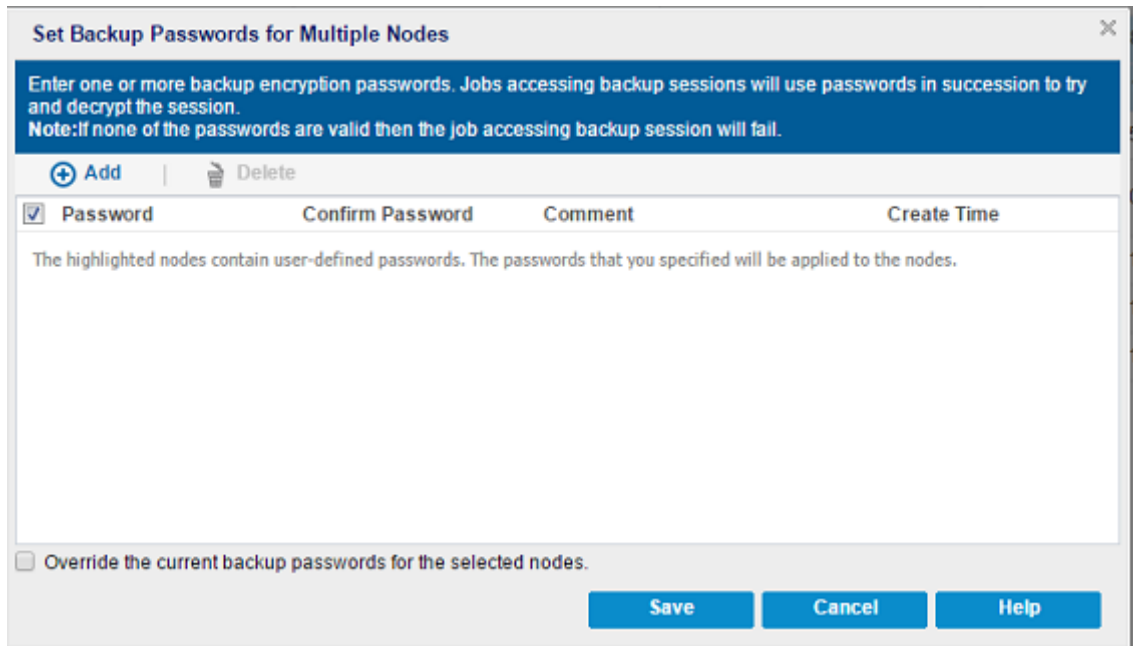 Set Backup Passwords for Multiple Nodes
Enter one or more backup encryption passwords. Jobs accessing backup sessions will use passwords in succession to try
and decrypt the session.
Note:If none of the passwords are valid then the job accessing backup session will fail.
Add | Delete
Password Confirm Password Comment Create Time
The highlighted nodes contain user-defined passwords. The passwords that you specified will be applied to the nodes.
Override the current backup passwords for the selected nodes.
Save Cancel Help